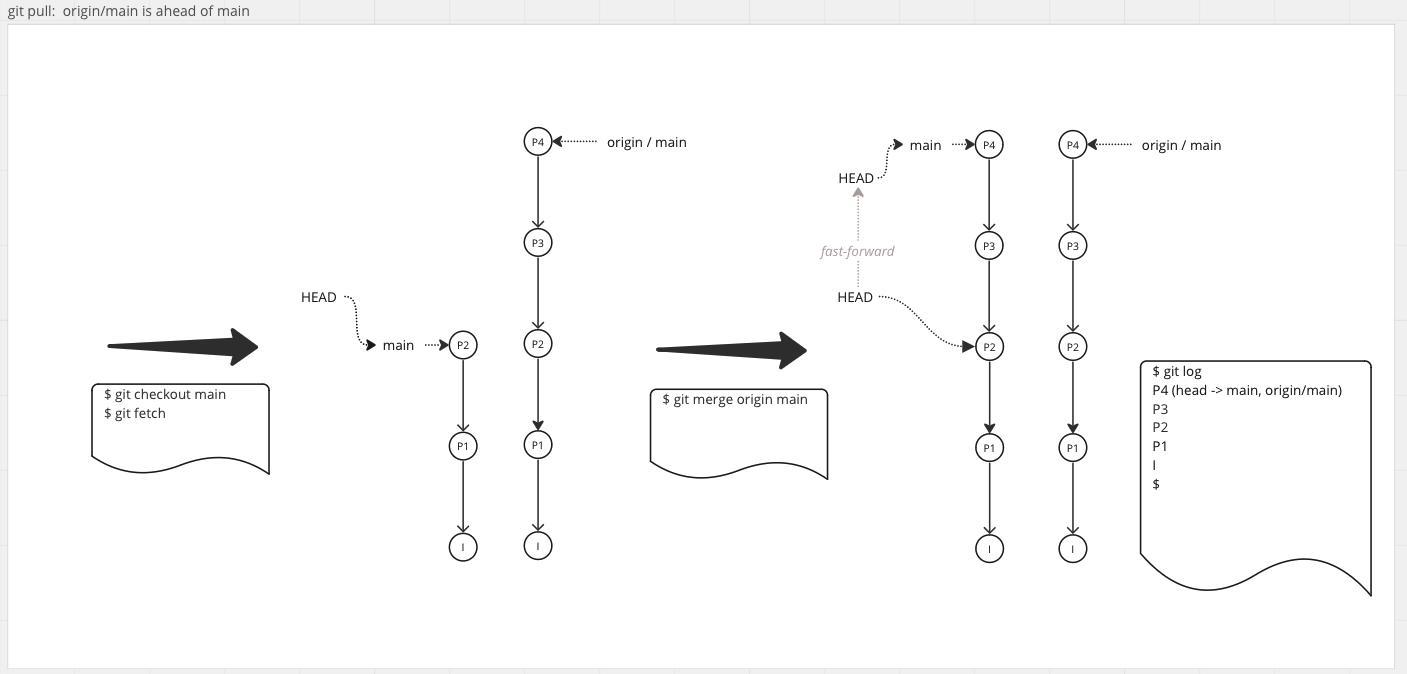 git pull: origin/main is ahead of main
P4
origin / main
P3
HEAD
main
P2
P2
P1
P1
I
I
$ git checkout main
$ git fetch
$ git merge origin main
main
P4
P4
origin / main
HEAD
P3
P3
fast-forward
HEAD
P2
P2
P1
P1
I
I
$ git log
P4 (head -> main, origin/main)
P3
P2
P1
I
$